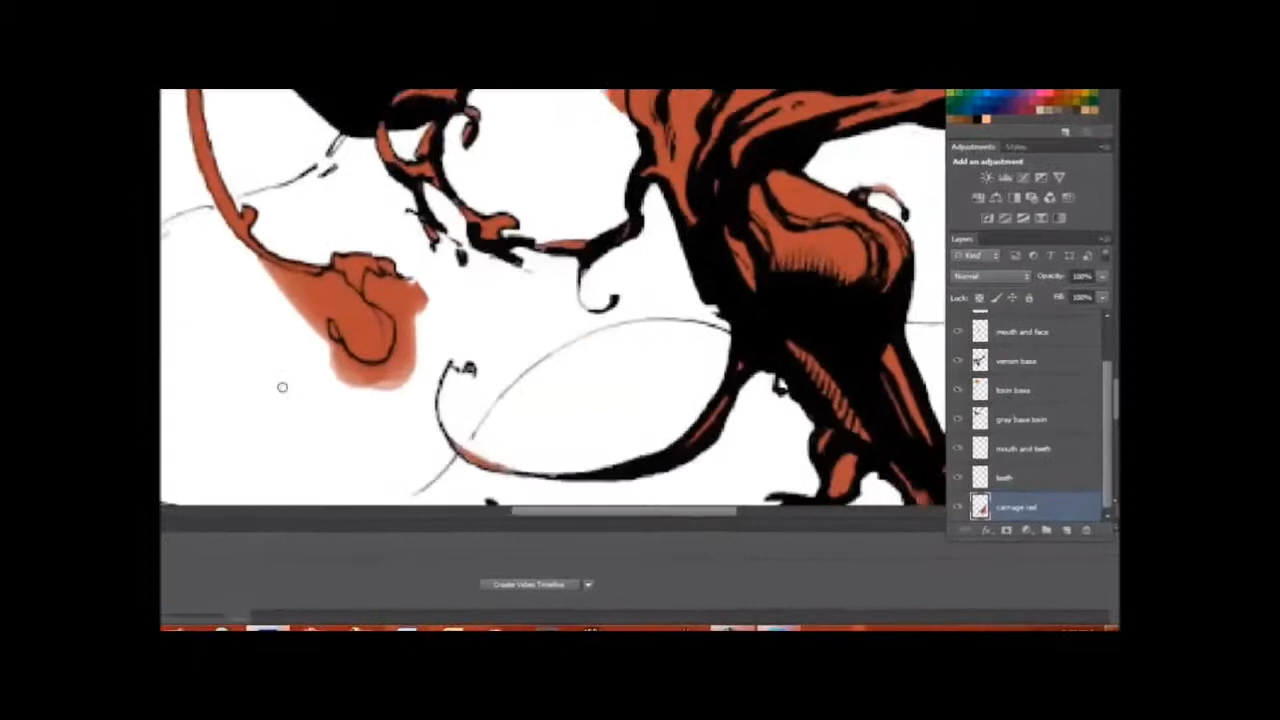 Adjustments Styles
Add an adjustment
Layers
Kind
Normal Opacity: 100%
Lock: Fill: 100%
mouth and face
venom base
toxin base
gray base toxin
mouth and teeth
teeth
carnage red
Create Video Timeline